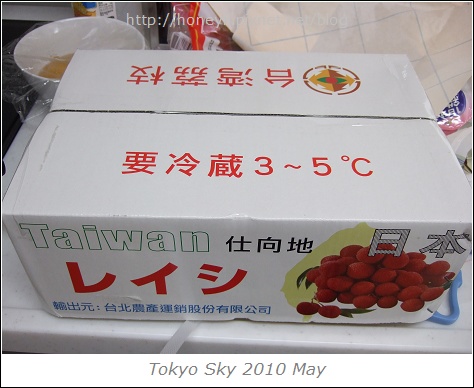 台湾荔枝
要冷蔵3～5℃
Taiwan 仕向地 日本
レイシ
輸出元：台北農產運銷股份有限公司
Tokyo Sky 2010 May